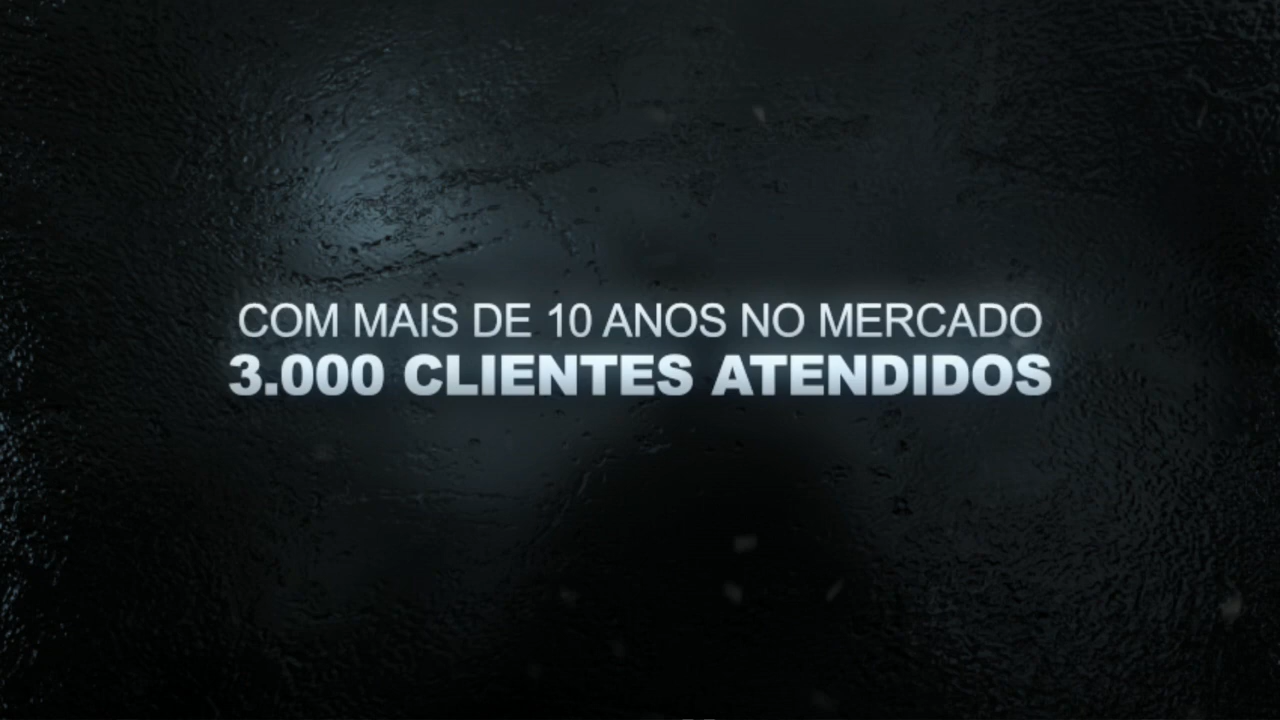 COM MAIS DE 10 ANOS NO MERCADO
3.000 CLIENTES ATENDIDOS